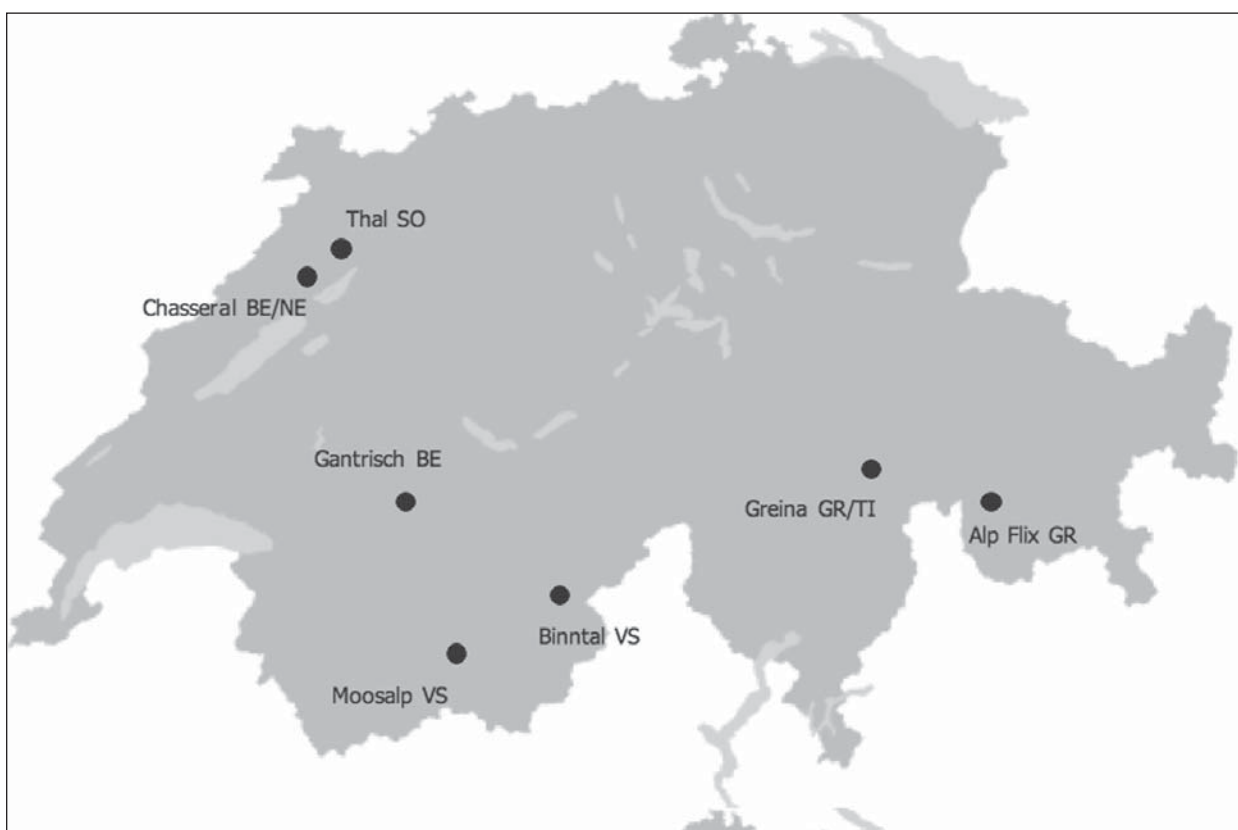 Thal SO
Chasseral BE/NE
Gantrisch BE
Greina GR/TI
Alp Flix GR
Binntal VS
Moosalp VS